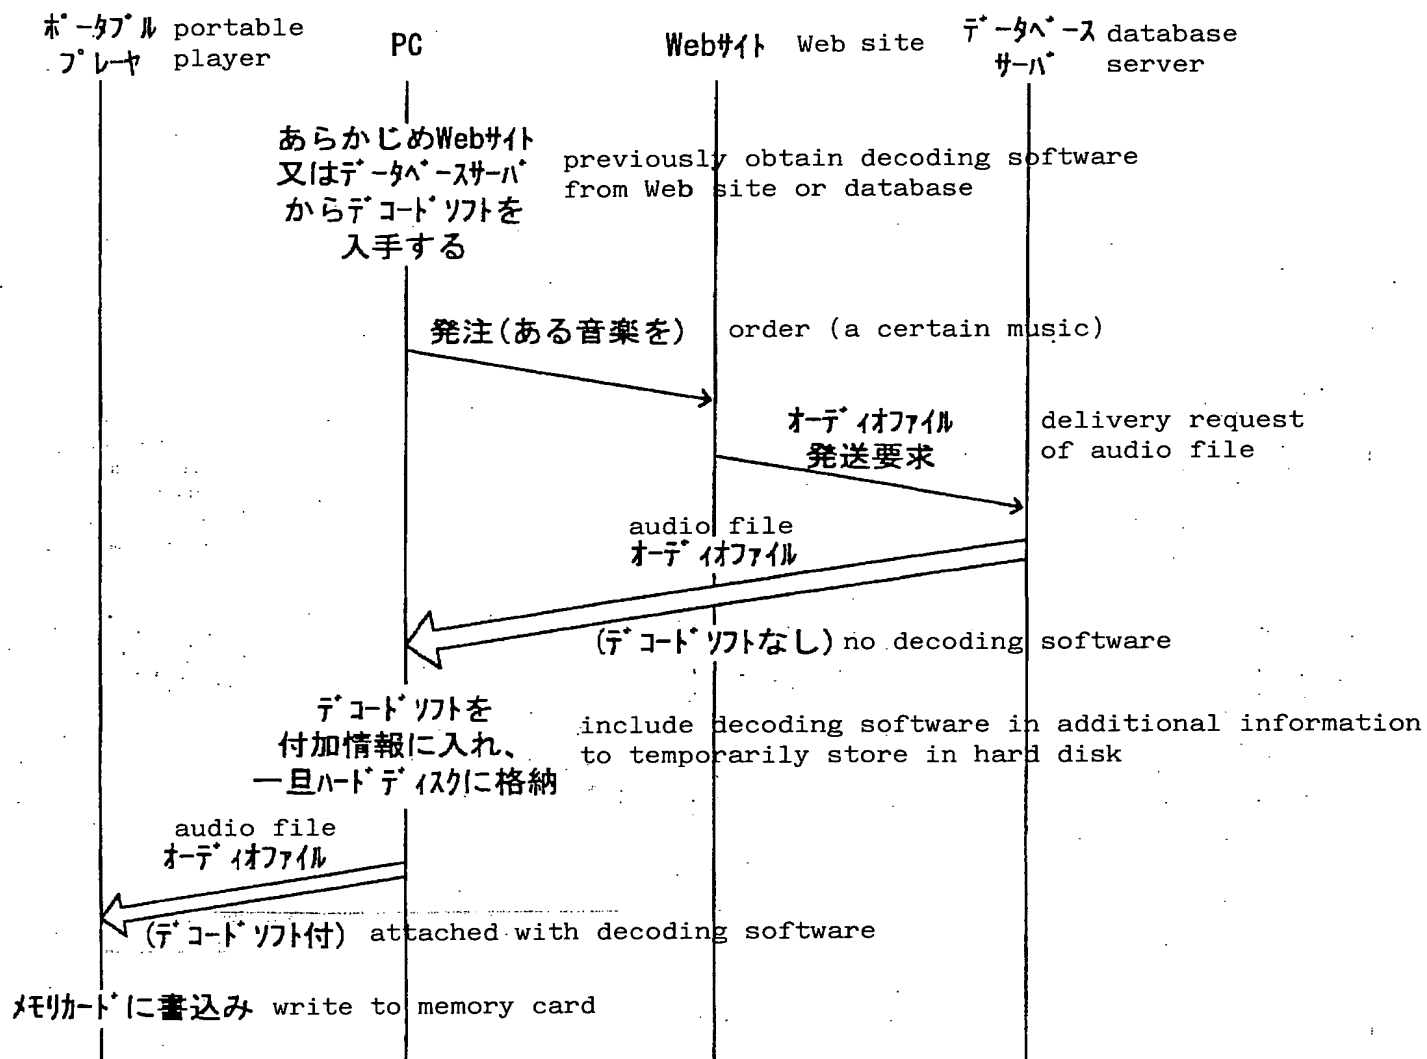 ポータブル portable
プレーヤ player
PC
Webサイト Web site
データベース database
サーバ server
あらかじめWebサイト
又はデータベースサーバ
からデコードソフトを
入手する
previously obtain decoding software
from Web site or database
発注(ある音楽を) order (a certain music)
オーディオファイル
発送要求
delivery request
of audio file
audio file
オーディオファイル
(デコードソフトなし) no decoding software
デコードソフトを
付加情報に入れ、
一旦ハードディスクに格納
include decoding software in additional information
to temporarily store in hard disk
audio file
オーディオファイル
(デコードソフト付) attached with decoding software
メモリカードに書込み write to memory card